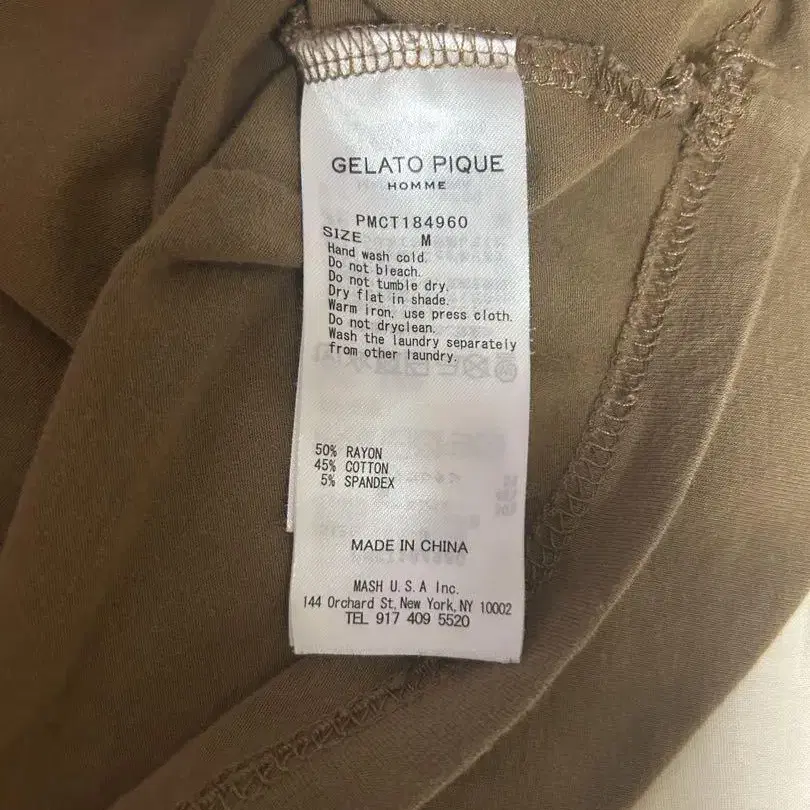 GELATO PIQUE
HOMME
PMCT184960
SIZE M
Hand wash cold.
Do not bleach.
Do not tumble dry.
Dry flat in shade.
Warm iron, use press cloth.
Do not dryclean.
Wash the laundry separately
from other laundry.
50% RAYON
45% COTTON
5% SPANDEX
MADE IN CHINA
MASH U.S.A Inc.
144 Orchard St, New York, NY 10002
TEL 917 409 5520